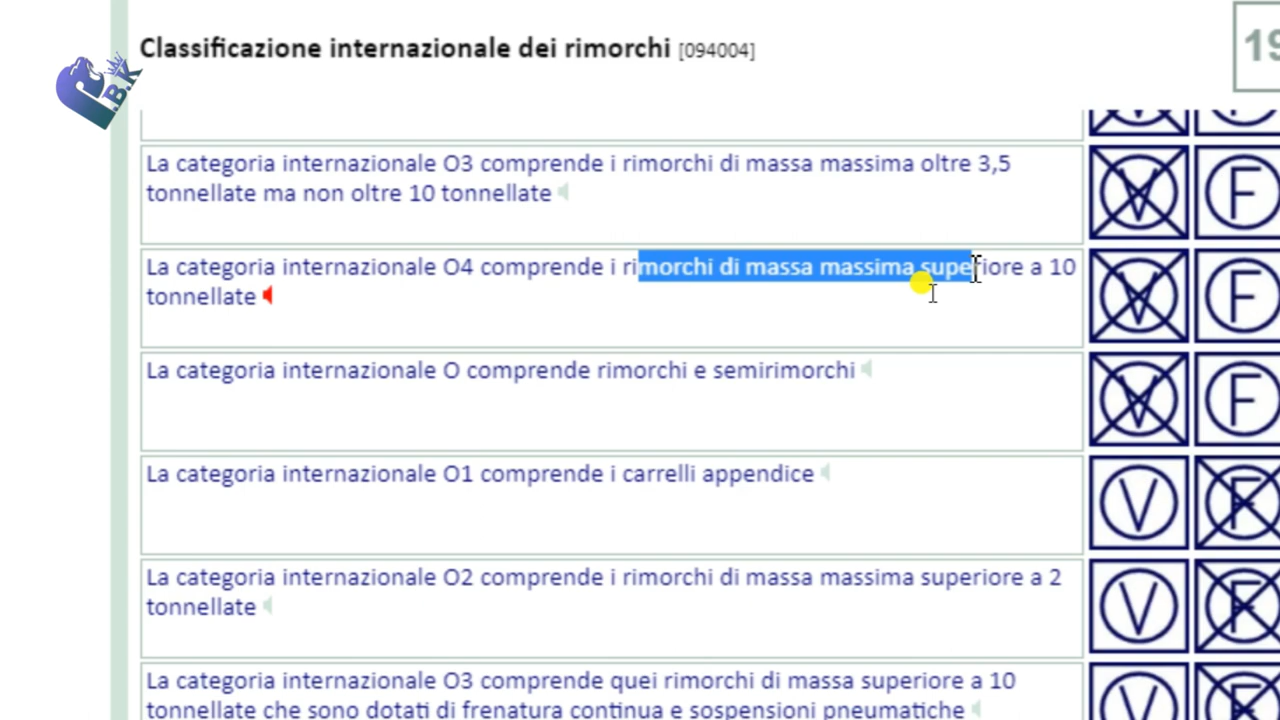 Classificazione internazionale dei rimorchi [094004]
19
.B.K
La categoria internazionale O3 comprende i rimorchi di massa massima oltre 3,5
tonnellate ma non oltre 10 tonnellate
V F
La categoria internazionale O4 comprende i rimorchi di massa massima superiore a 10
tonnellate
V F
La categoria internazionale O comprende rimorchi e semirimorchi
V F
La categoria internazionale O1 comprende i carrelli appendice
V F
La categoria internazionale O2 comprende i rimorchi di massa massima superiore a 2
tonnellate
V F
La categoria internazionale O3 comprende quei rimorchi di massa superiore a 10
tonnellate che sono dotati di frenatura continua e sospensioni pneumatiche
V F